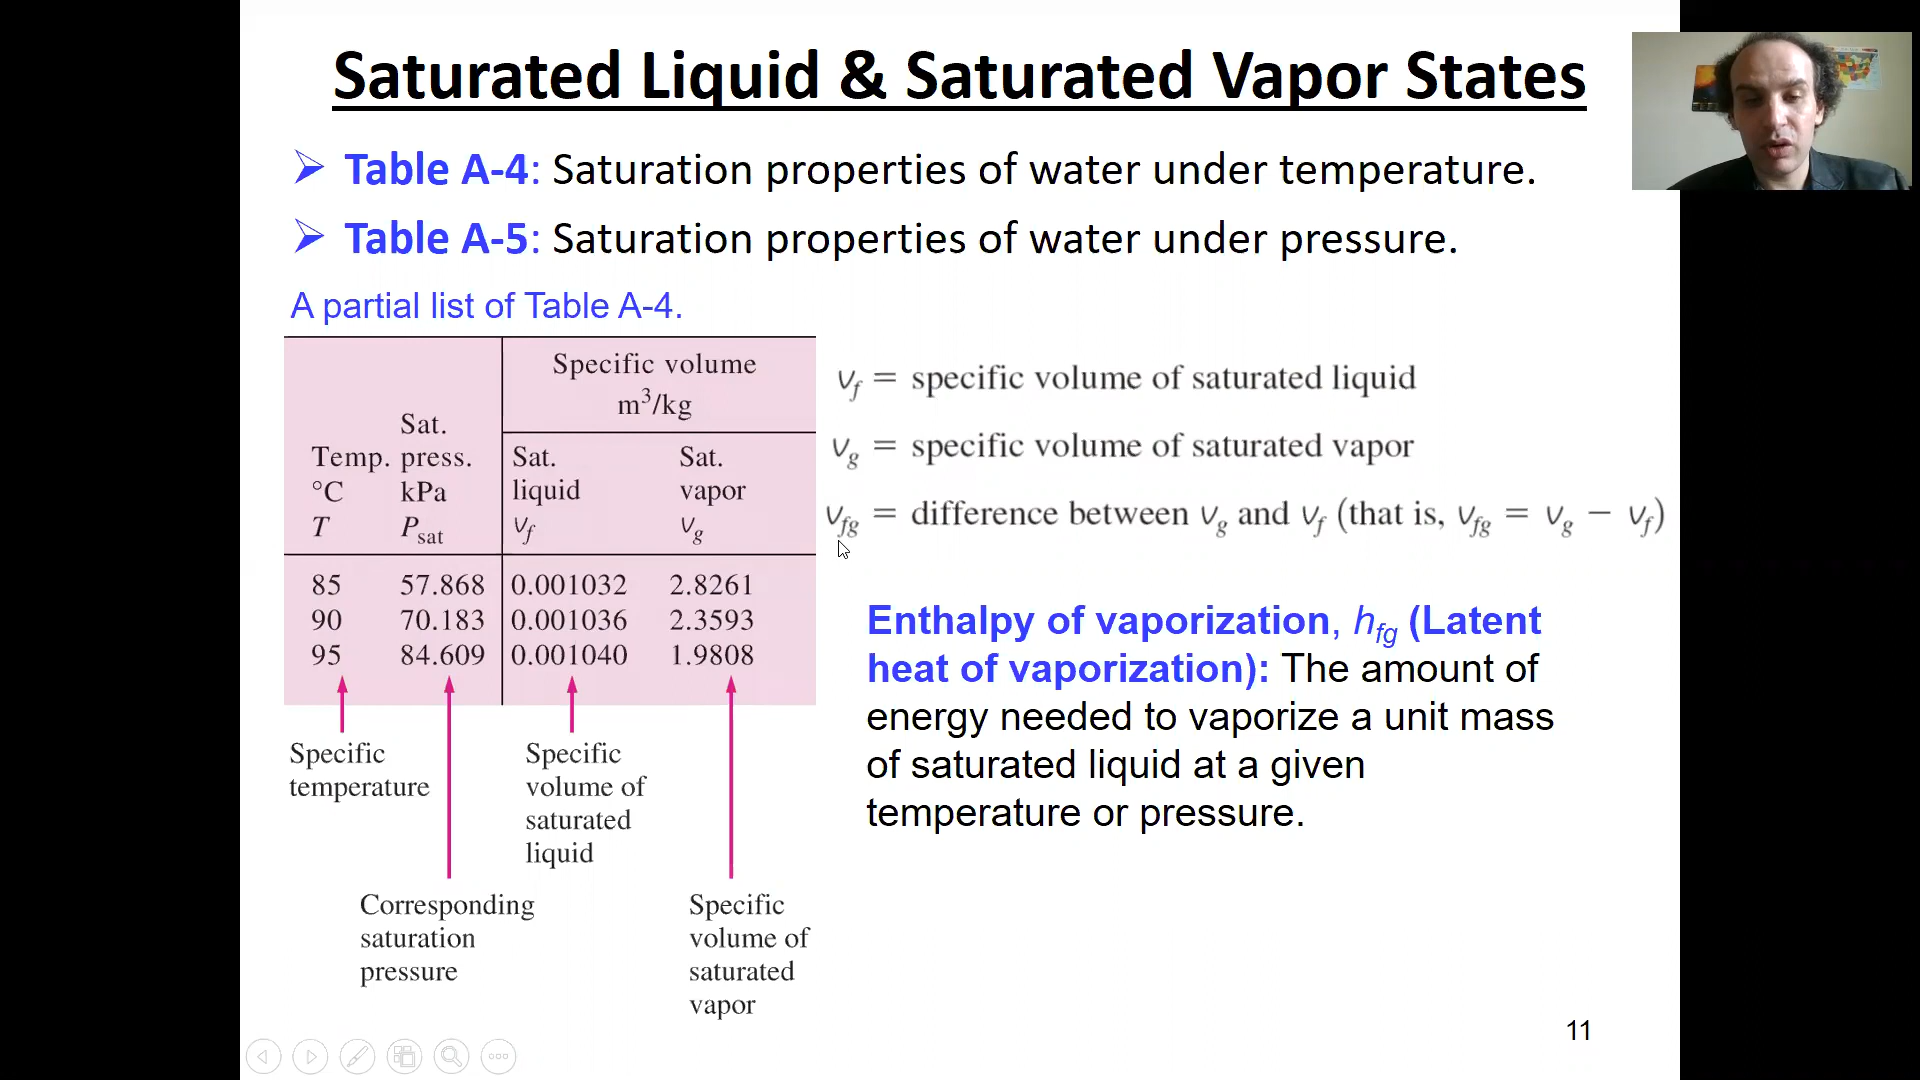 Saturated Liquid & Saturated Vapor States
➢ Table A-4: Saturation properties of water under temperature.
➢ Table A-5: Saturation properties of water under pressure.
A partial list of Table A-4.
Specific volume
m³/kg
Sat.
Temp. press. Sat. Sat.
°C kPa liquid vapor
T P_sat v_f v_g
85 57.868 0.001032 2.8261
90 70.183 0.001036 2.3593
95 84.609 0.001040 1.9808
Specific
temperature
Corresponding
saturation
pressure
Specific
volume of
saturated
liquid
Specific
volume of
saturated
vapor
v_f = specific volume of saturated liquid
v_g = specific volume of saturated vapor
v_fg = difference between v_g and v_f (that is, v_fg = v_g − v_f)
Enthalpy of vaporization, h_fg (Latent
heat of vaporization): The amount of
energy needed to vaporize a unit mass
of saturated liquid at a given
temperature or pressure.
11